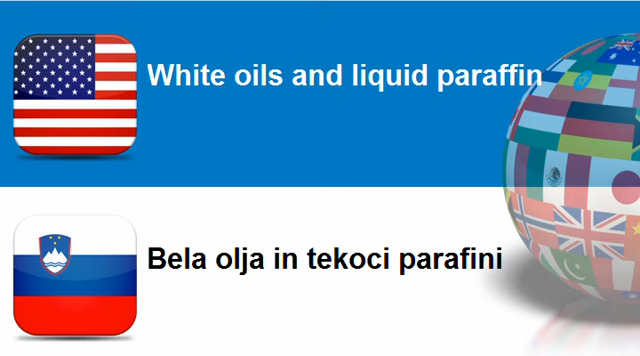 White oils and liquid paraffin
Bela olja in tekoci parafini